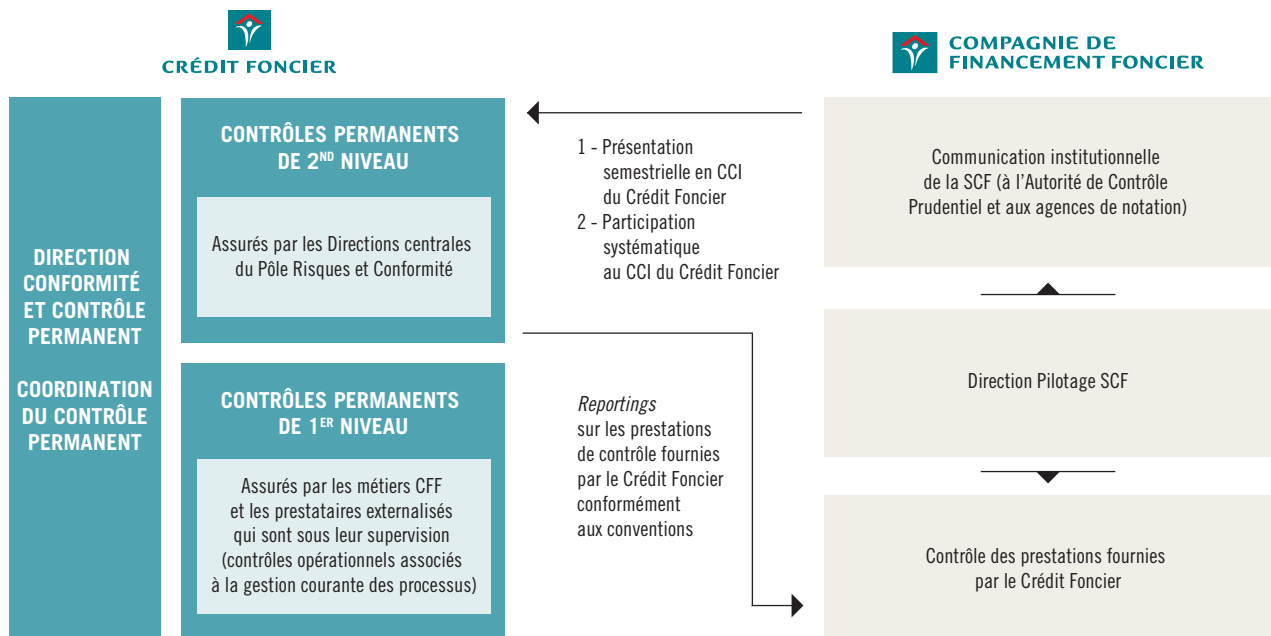 CRÉDIT FONCIER
COMPAGNIE DE
FINANCEMENT FONCIER
DIRECTION
CONFORMITÉ
ET CONTRÔLE
PERMANENT
COORDINATION
DU CONTRÔLE
PERMANENT
CONTRÔLES PERMANENTS
DE 2ND NIVEAU
Assurés par les Directions centrales
du Pôle Risques et Conformité
CONTRÔLES PERMANENTS
DE 1ER NIVEAU
Assurés par les métiers CFF
et les prestataires externalisés
qui sont sous leur supervision
(contrôles opérationnels associés
à la gestion courante des processus)
1 - Présentation
semestrielle en CCI
du Crédit Foncier
2 - Participation
systématique
au CCI du Crédit Foncier
Reportings
sur les prestations
de contrôle fournies
par le Crédit Foncier
conformément
aux conventions
Communication institutionnelle
de la SCF (à l'Autorité de Contrôle
Prudentiel et aux agences de notation)
Direction Pilotage SCF
Contrôle des prestations fournies
par le Crédit Foncier